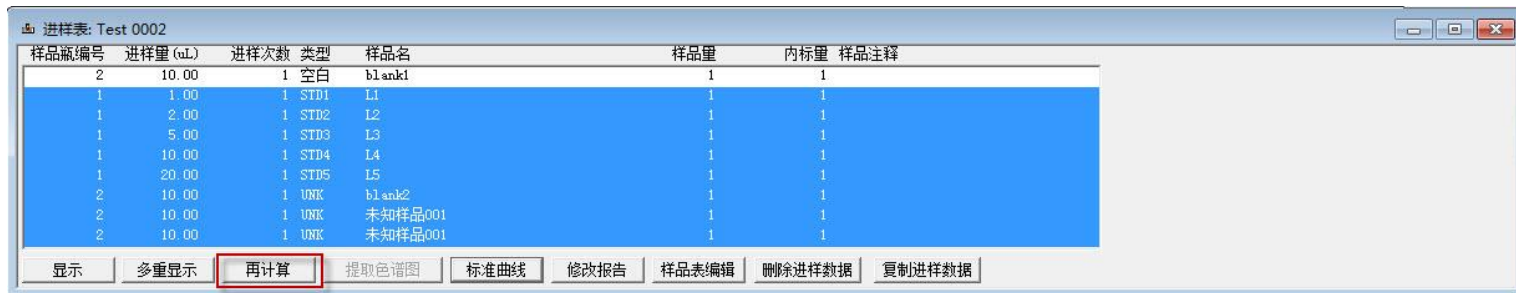 进样表: Test 0002
样品瓶编号 进样量(uL) 进样次数 类型 样品名 样品量 内标量 样品注释
2 10.00 1 空白 blank1 1 1
1 1.00 1 STD1 L1 1 1
1 2.00 1 STD2 L2 1 1
1 5.00 1 STD3 L3 1 1
1 10.00 1 STD4 L4 1 1
1 20.00 1 STD5 L5 1 1
2 10.00 1 UNK blank2 1 1
2 10.00 1 UNK 未知样品001 1 1
2 10.00 1 UNK 未知样品001 1 1
显示 多重显示 再计算 提取色谱图 标准曲线 修改报告 样品表编辑 删除进样数据 复制进样数据